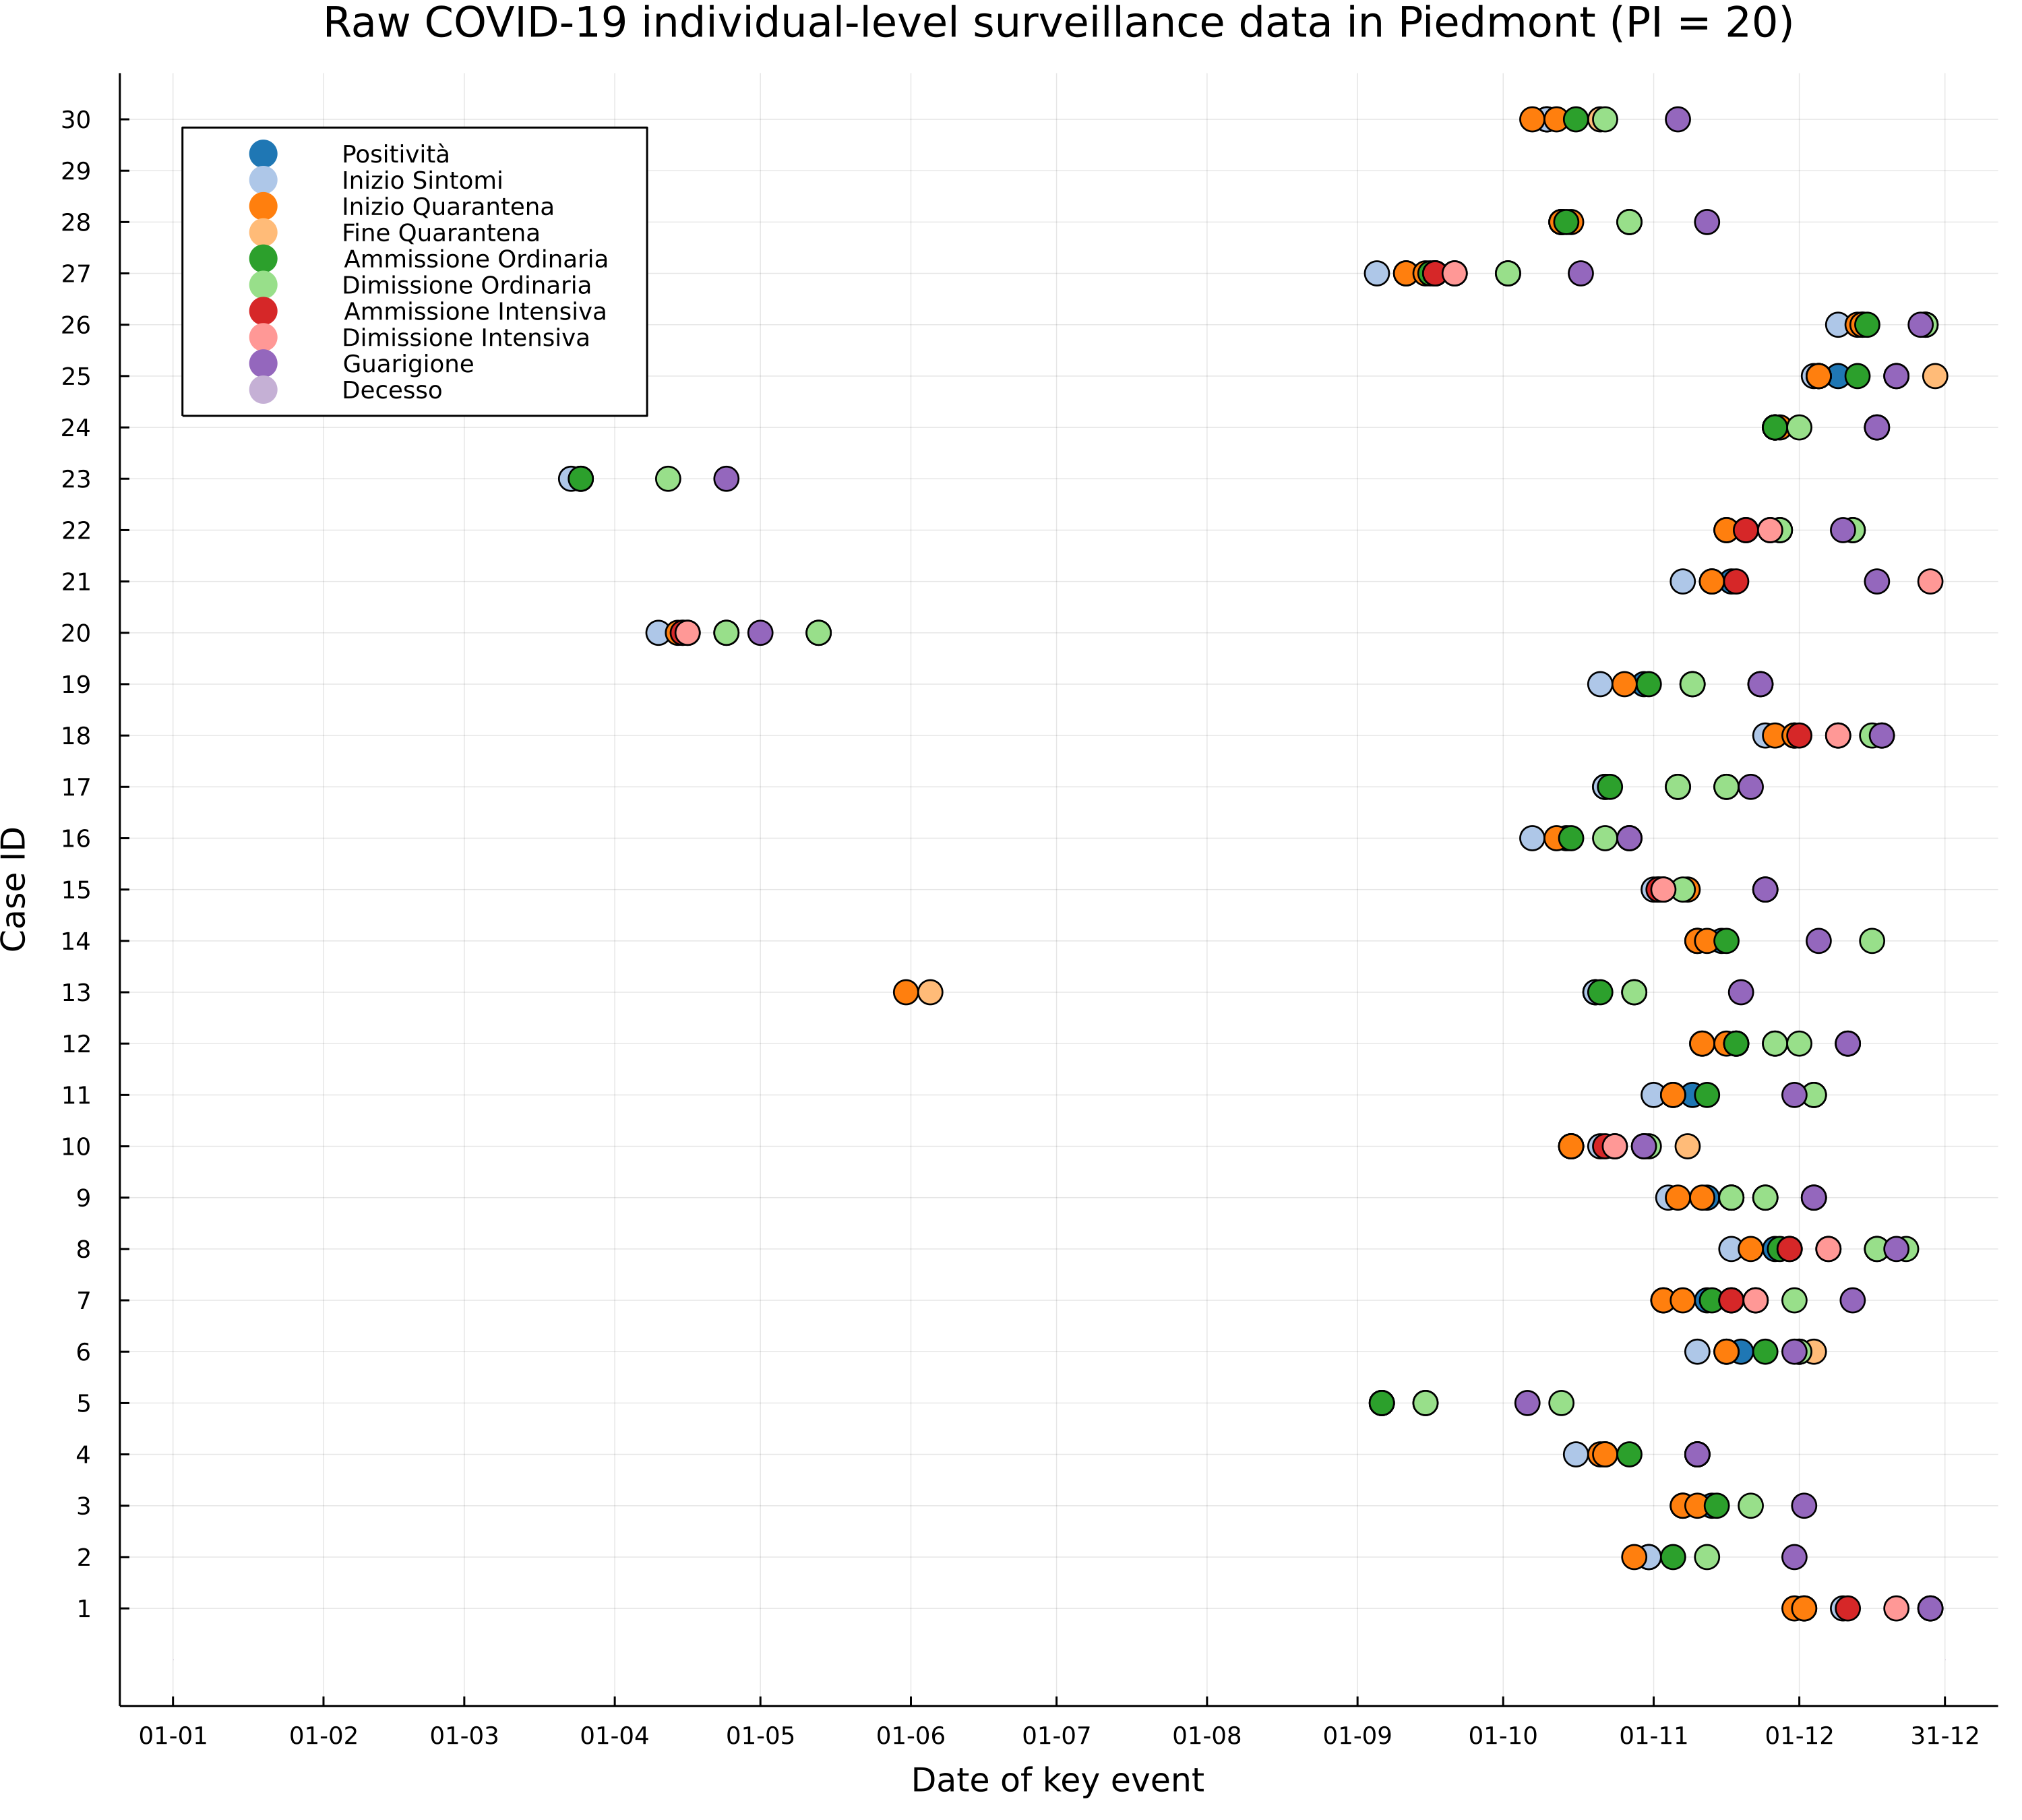 Raw COVID-19 individual-level surveillance data in Piedmont (PI = 20)
30
29
28
27
26
25
24
23
22
21
20
19
18
17
16
15
14
13
12
11
10
9
8
7
6
5
4
3
2
1
Positività
Inizio Sintomi
Inizio Quarantena
Fine Quarantena
Ammissione Ordinaria
Dimissione Ordinaria
Ammissione Intensiva
Dimissione Intensiva
Guarigione
Decesso
Case ID
01-01 01-02 01-03 01-04 01-05 01-06 01-07 01-08 01-09 01-10 01-11 01-12 31-12
Date of key event